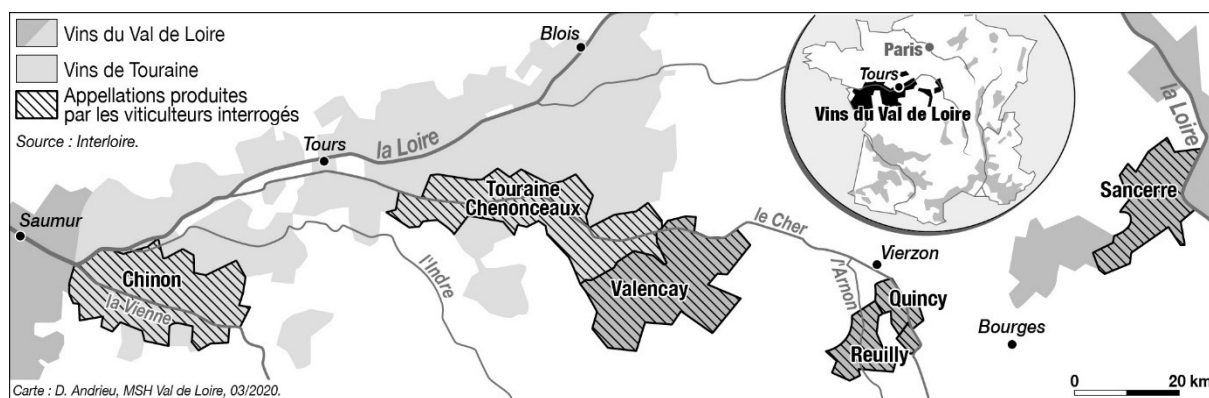 Vins du Val de Loire
Vins de Touraine
Appellations produites
par les viticulteurs interrogés
Source : Interloire.
Blois
Tours
la Loire
Paris
Tours
Vins du Val de Loire
la Loire
Saumur
Chinon
la Vienne
l'Indre
Touraine
Chenonceaux
Valencay
le Cher
Vierzon
l'Arnon
Quincy
Reuilly
Bourges
Sancerre
Carte : D. Andrieu, MSH Val de Loire, 03/2020.
0 20 km